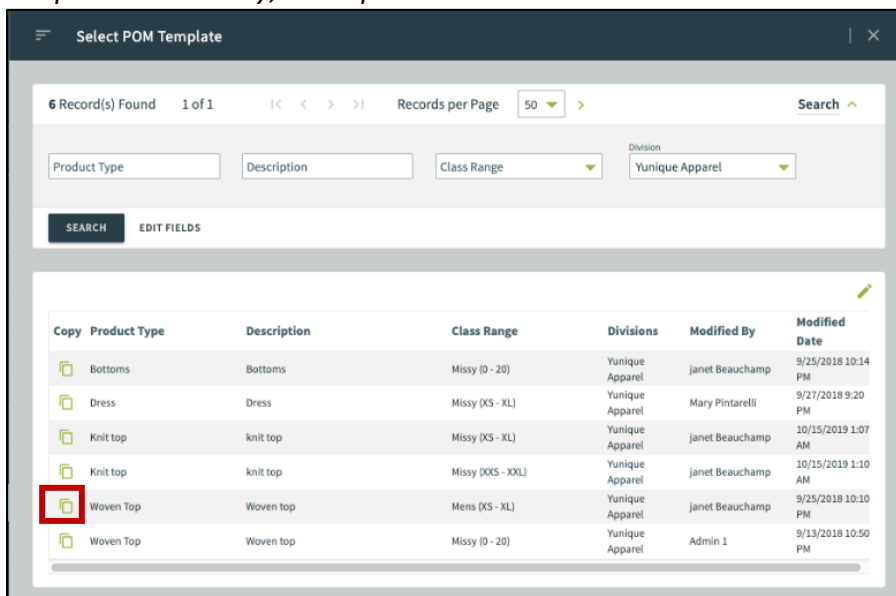 Select POM Template
6 Record(s) Found 1 of 1 Records per Page 50 Search
Division
Product Type Description Class Range Yunique Apparel
SEARCH EDIT FIELDS
Copy Product Type Description Class Range Divisions Modified By Modified Date
Bottoms Bottoms Missy (0 - 20) Yunique Apparel janet Beauchamp 9/25/2018 10:14 PM
Dress Dress Missy (XS - XL) Yunique Apparel Mary Pintarelli 9/27/2018 9:20 PM
Knit top knit top Missy (XS - XL) Yunique Apparel janet Beauchamp 10/15/2019 1:07 AM
Knit top knit top Missy (XXS - XXL) Yunique Apparel janet Beauchamp 10/15/2019 1:10 AM
Woven Top Woven top Mens (XS - XL) Yunique Apparel janet Beauchamp 9/25/2018 10:10 PM
Woven Top Woven top Missy (0 - 20) Yunique Apparel Admin 1 9/13/2018 10:50 PM